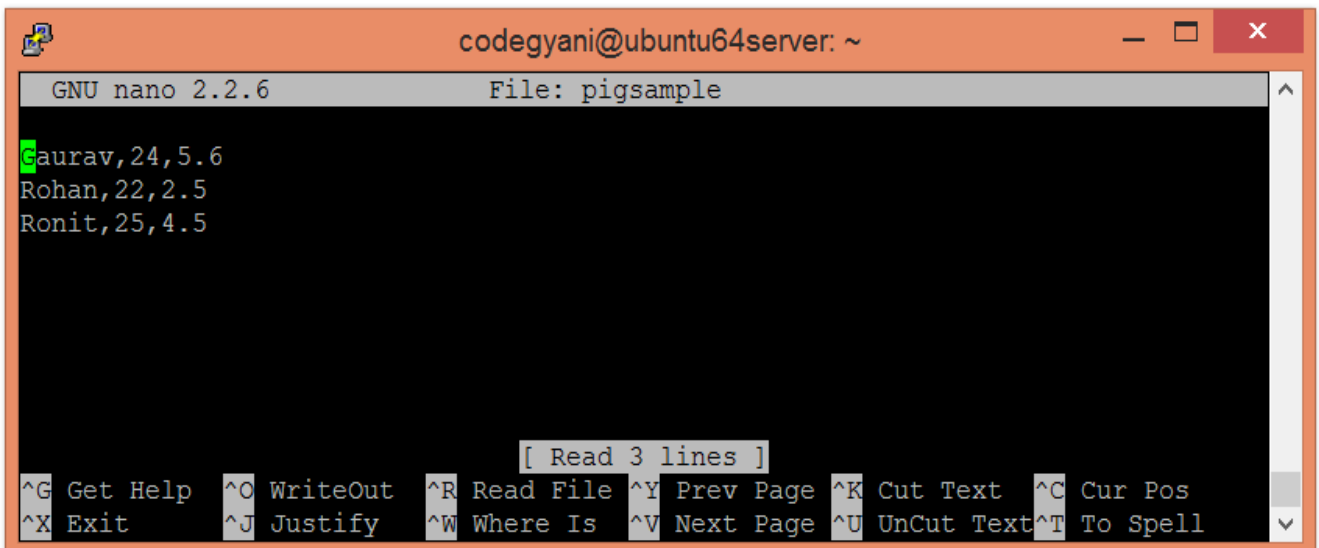 codegyani@ubuntu64server: ~
GNU nano 2.2.6 File: pigsample
Gaurav,24,5.6
Rohan,22,2.5
Ronit,25,4.5
[ Read 3 lines ]
^G Get Help ^O WriteOut ^R Read File ^Y Prev Page ^K Cut Text ^C Cur Pos
^X Exit ^J Justify ^W Where Is ^V Next Page ^U UnCut Text ^T To Spell